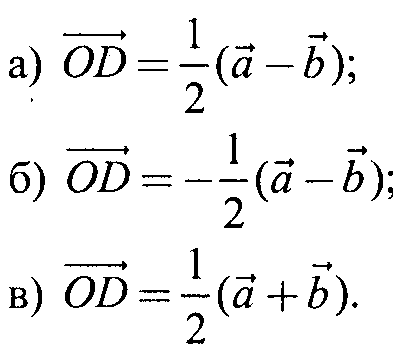 а) $\overrightarrow{OD} = \frac{1}{2}(\vec{a} - \vec{b})$;
б) $\overrightarrow{OD} = -\frac{1}{2}(\vec{a} - \vec{b})$;
в) $\overrightarrow{OD} = \frac{1}{2}(\vec{a} + \vec{b})$.